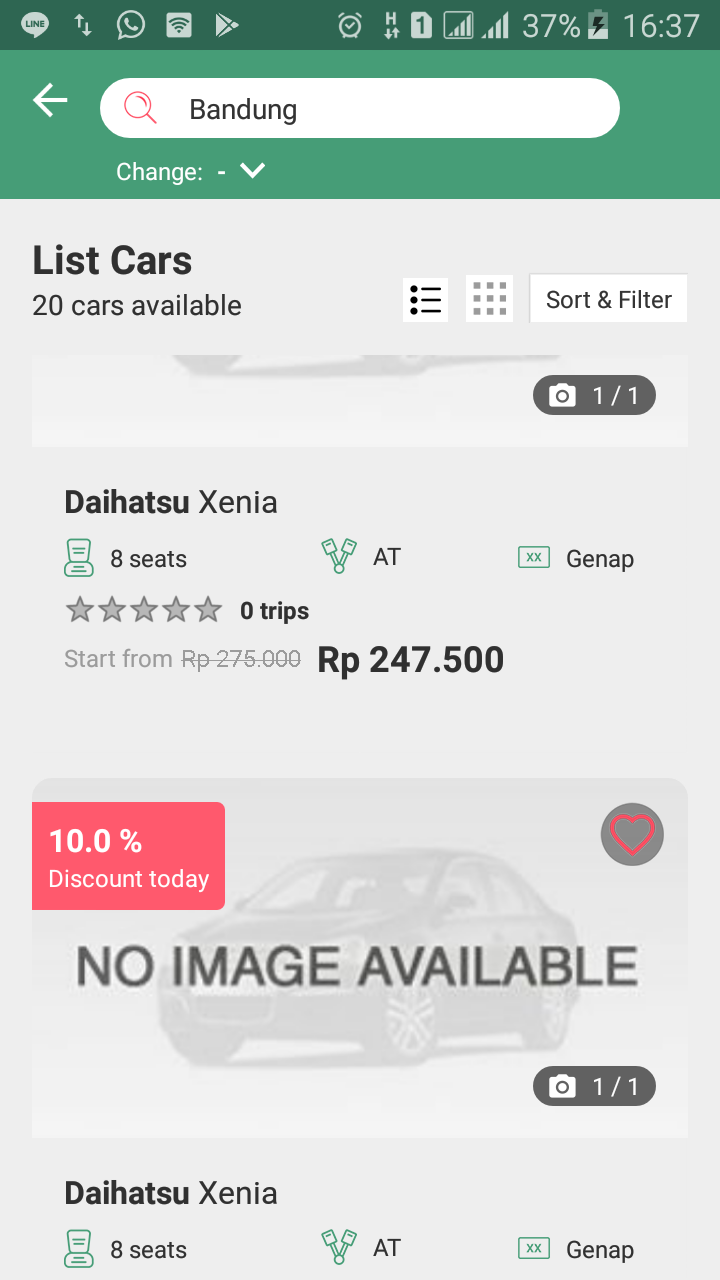 LINE H 1 37% 16:37
Bandung
Change: -
List Cars
20 cars available
Sort & Filter
1 / 1
Daihatsu Xenia
8 seats AT XX Genap
0 trips
Start from Rp 275.000 Rp 247.500
10.0 %
Discount today
NO IMAGE AVAILABLE
1 / 1
Daihatsu Xenia
8 seats AT XX Genap